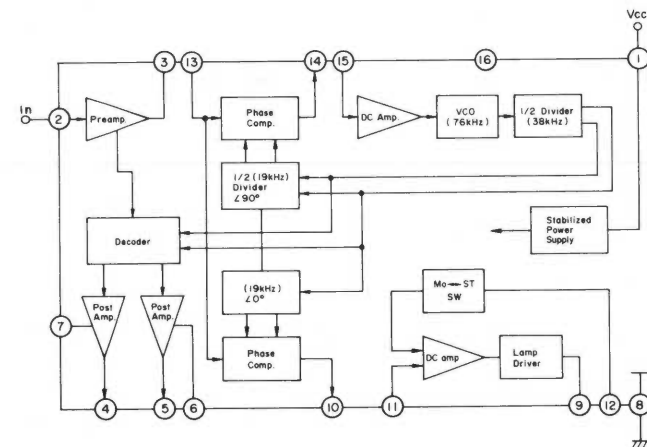 Vcc
3
13
14
15
16
1
In
2
Preamp.
Phase
Comp.
DC Amp.
VCO
(76kHz)
1/2 Divider
(38kHz)
1/2 (19kHz)
Divider
∠90°
Decoder
Stabilized
Power
Supply
(19kHz)
∠0°
Mo↔ST
SW
7
Post
Amp.
Post
Amp.
Phase
Comp.
DC amp
Lamp
Driver
4
5
6
10
11
9
12
8